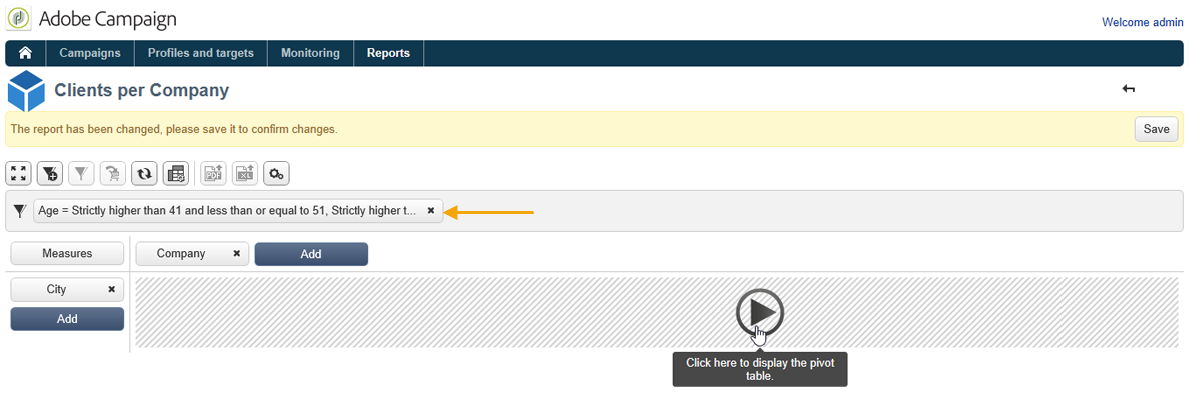 Adobe Campaign
Welcome admin
Campaigns Profiles and targets Monitoring Reports
Clients per Company
The report has been changed, please save it to confirm changes. Save
PDF XLS
Age = Strictly higher than 41 and less than or equal to 51, Strictly higher t... ×
Measures Company × Add
City ×
Add
Click here to display the pivot
table.